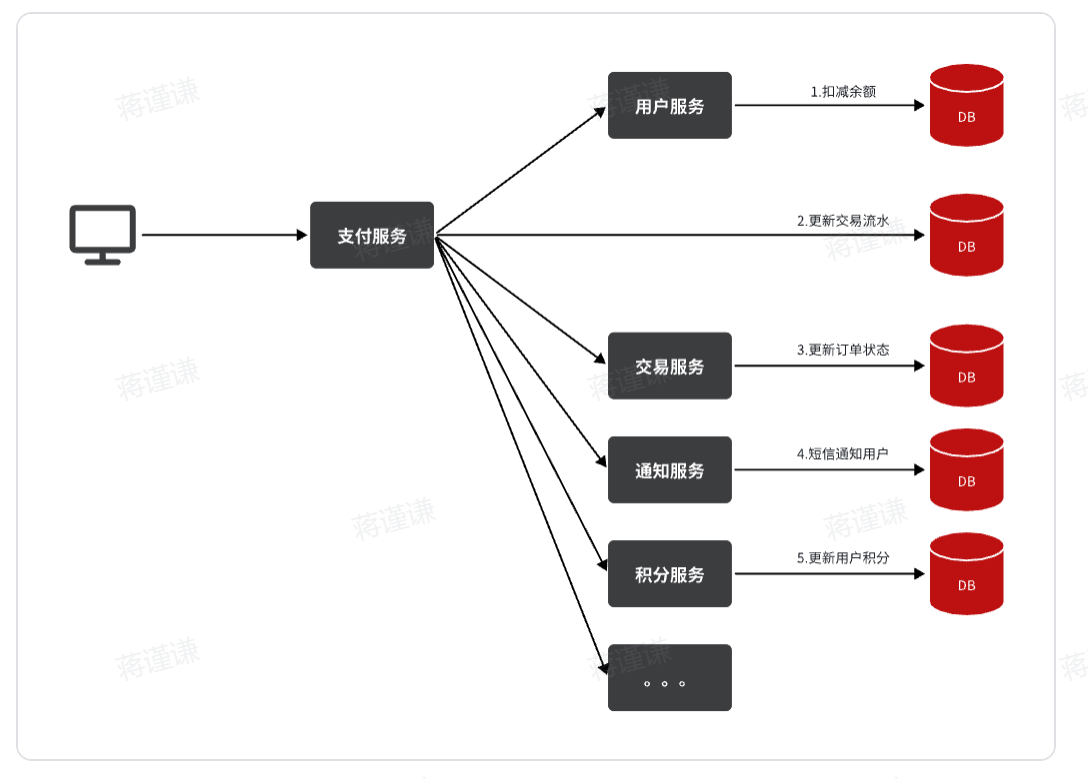 用户服务
1.扣减余额
DB
支付服务
2.更新交易流水
DB
交易服务
3.更新订单状态
DB
通知服务
4.短信通知用户
DB
积分服务
5.更新用户积分
DB
。。。
蒋谨谦
蒋谨谦
蒋谨谦
蒋谨谦
蒋谨谦
蒋谨谦
蒋谨谦
蒋谨谦
蒋谨谦
蒋
蒋
蒋